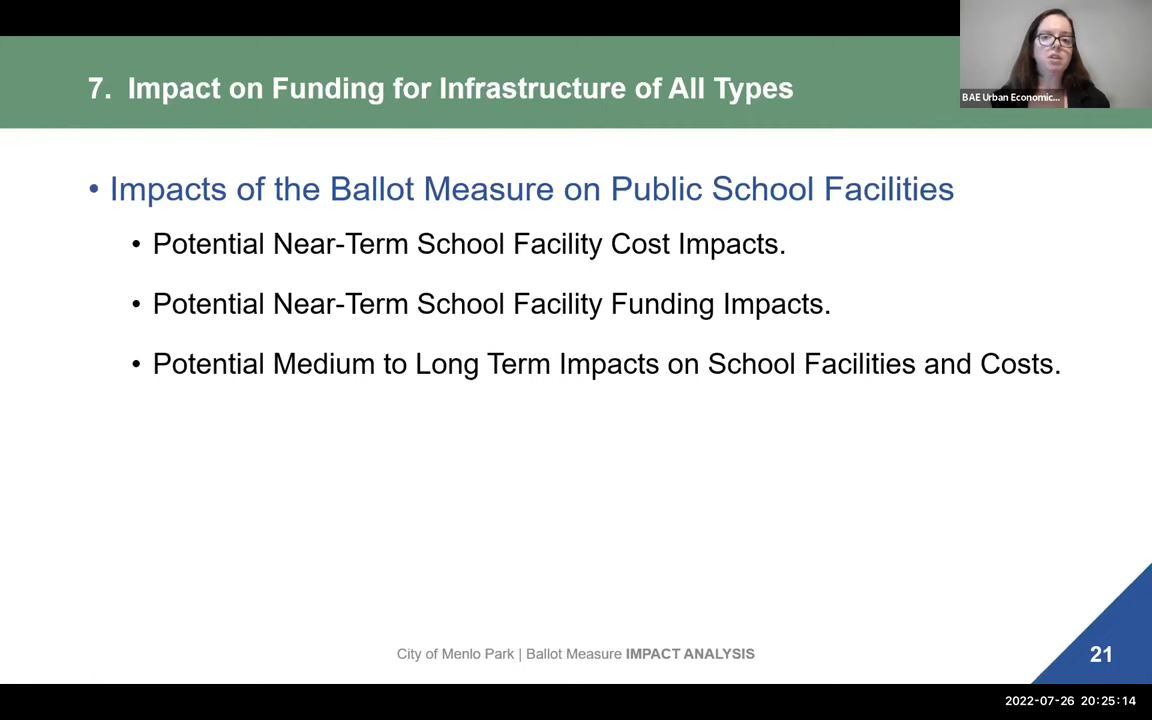 7. Impact on Funding for Infrastructure of All Types
BAE Urban Economic...
• Impacts of the Ballot Measure on Public School Facilities
• Potential Near-Term School Facility Cost Impacts.
• Potential Near-Term School Facility Funding Impacts.
• Potential Medium to Long Term Impacts on School Facilities and Costs.
City of Menlo Park | Ballot Measure IMPACT ANALYSIS
21
2022-07-26 20:25:14